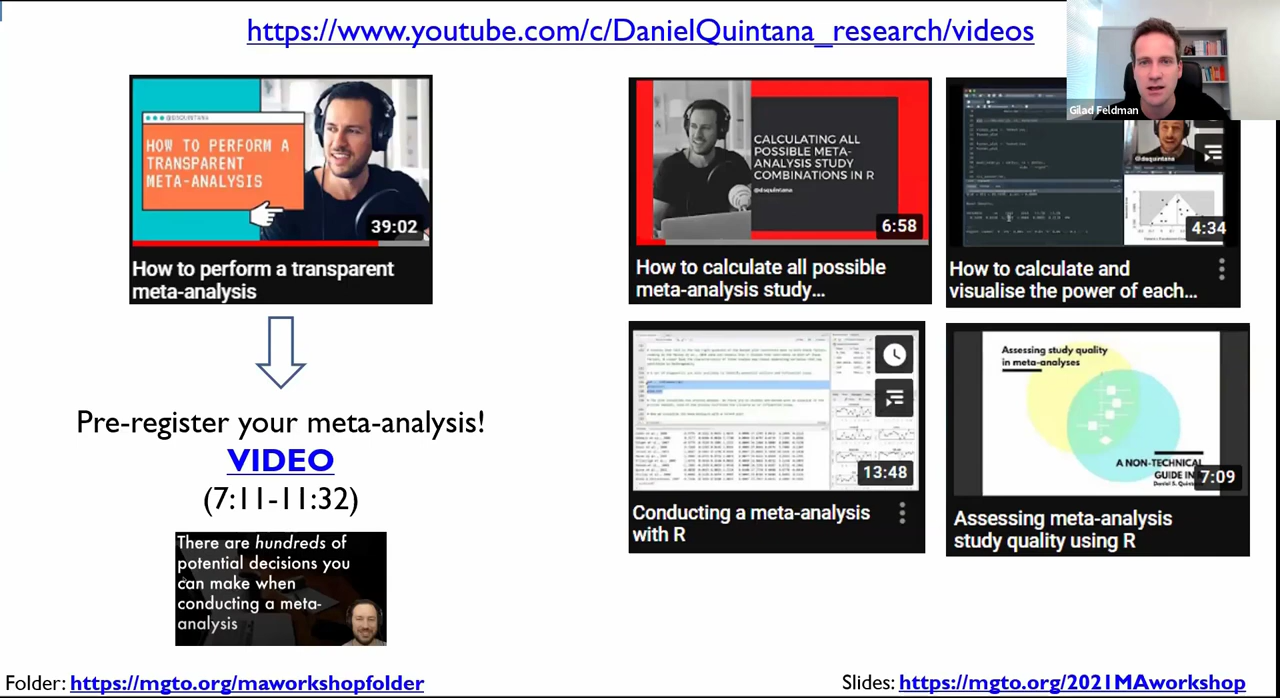 https://www.youtube.com/c/DanielQuintana_research/videos
Gilad Feldman
@DSQUINTANA
HOW TO PERFORM A
TRANSPARENT
META-ANALYSIS
39:02
How to perform a transparent
meta-analysis
CALCULATING ALL
POSSIBLE META-
ANALYSIS STUDY
COMBINATIONS IN R
@dsquintana
6:58
How to calculate all possible
meta-analysis study...
@dsquintana
4:34
How to calculate and
visualise the power of each...
Pre-register your meta-analysis!
VIDEO
(7:11-11:32)
There are hundreds of
potential decisions you
can make when
conducting a meta-
analysis
13:48
Conducting a meta-analysis
with R
Assessing study quality
in meta-analyses
A NON-TECHNICAL
GUIDE IN
Daniel S. Quin
7:09
Assessing meta-analysis
study quality using R
Folder: https://mgto.org/maworkshopfolder
Slides: https://mgto.org/2021MAworkshop